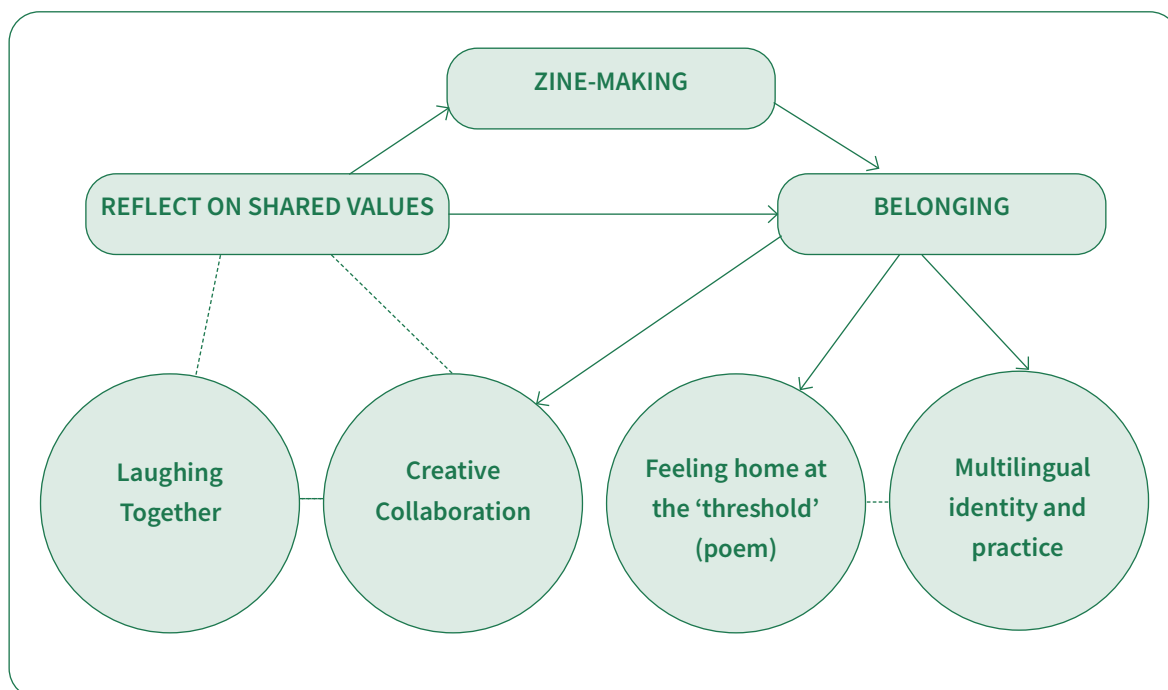 ZINE-MAKING
REFLECT ON SHARED VALUES
BELONGING
Laughing
Together
Creative
Collaboration
Feeling home at
the ‘threshold’
(poem)
Multilingual
identity and
practice